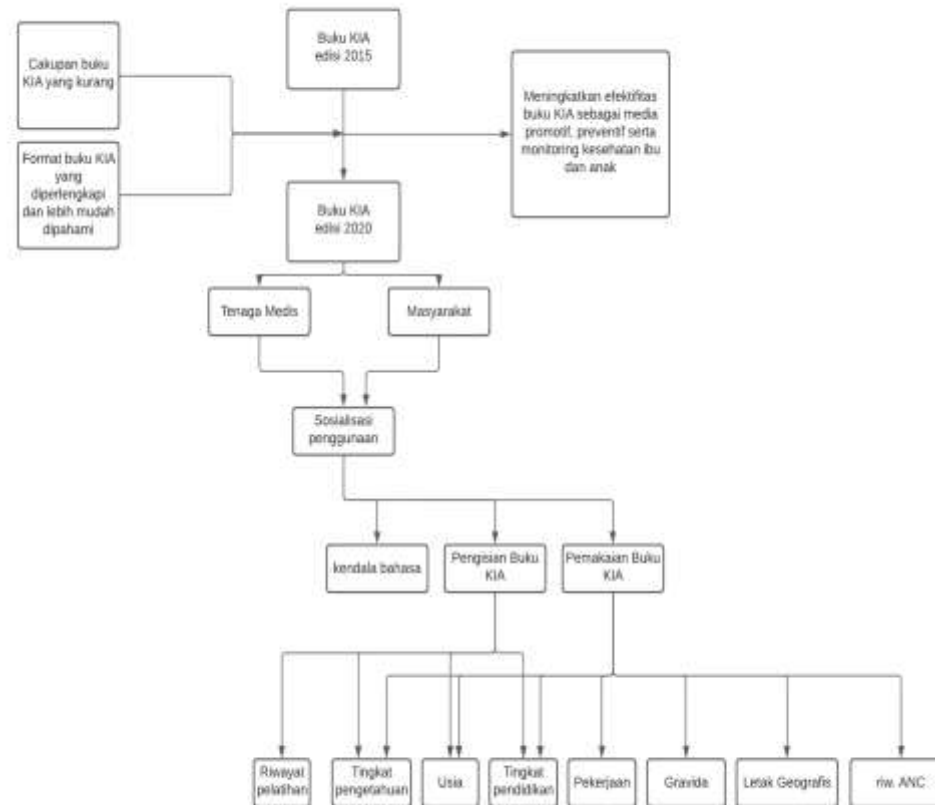 Buku KIA
edisi 2015
Cakupan buku
KIA yang kurang
Meningkatkan efektifitas
buku KIA sebagai media
promotif, preventif serta
monitoring kesehatan ibu
dan anak
Format buku KIA
yang
diperlengkapi
dan lebih mudah
dipahami
Buku KIA
edisi 2020
Tenaga Medis
Masyarakat
Sosialisasi
penggunaan
kendala bahasa
Pengisian Buku
KIA
Pemakaian Buku
KIA
Riwayat
pelatihan
Tingkat
pengetahuan
Usia
Tingkat
pendidikan
Pekerjaan
Gravida
Letak Geografis
riw. ANC